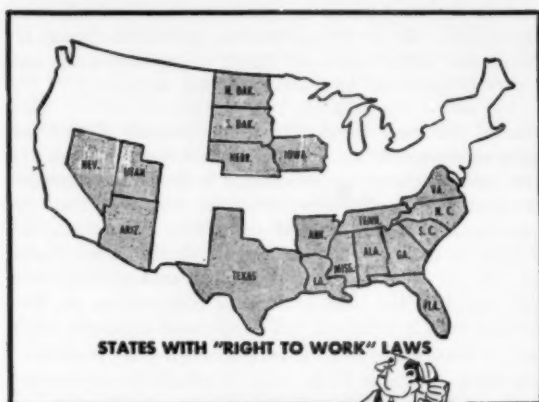 N. DAK.
S. DAK.
NEBR.
IOWA
NEV.
UTAH
ARIZ.
VA.
N. C.
TENN.
S. C.
ARK.
TEXAS
LA.
MISS.
ALA.
GA.
FLA.
STATES WITH "RIGHT TO WORK" LAWS